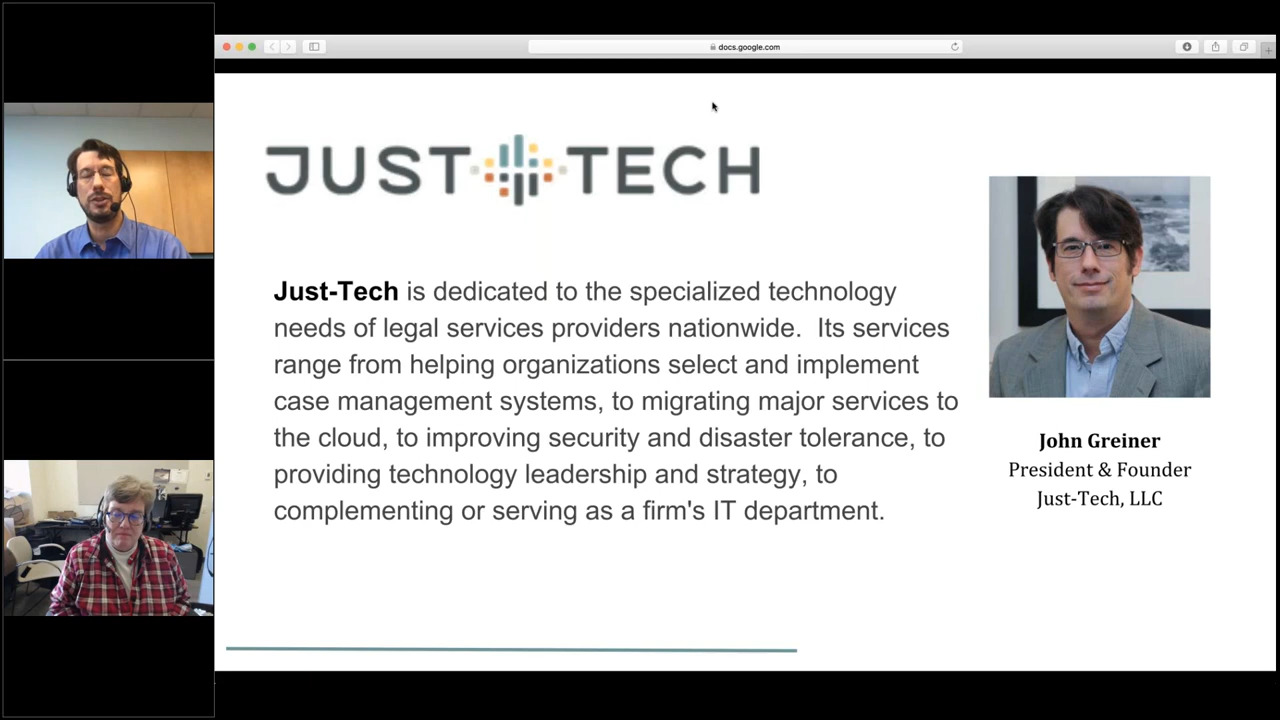 docs.google.com
JUST TECH
Just-Tech is dedicated to the specialized technology
needs of legal services providers nationwide.  Its services
range from helping organizations select and implement
case management systems, to migrating major services to
the cloud, to improving security and disaster tolerance, to
providing technology leadership and strategy, to
complementing or serving as a firm's IT department.
John Greiner
President & Founder
Just-Tech, LLC